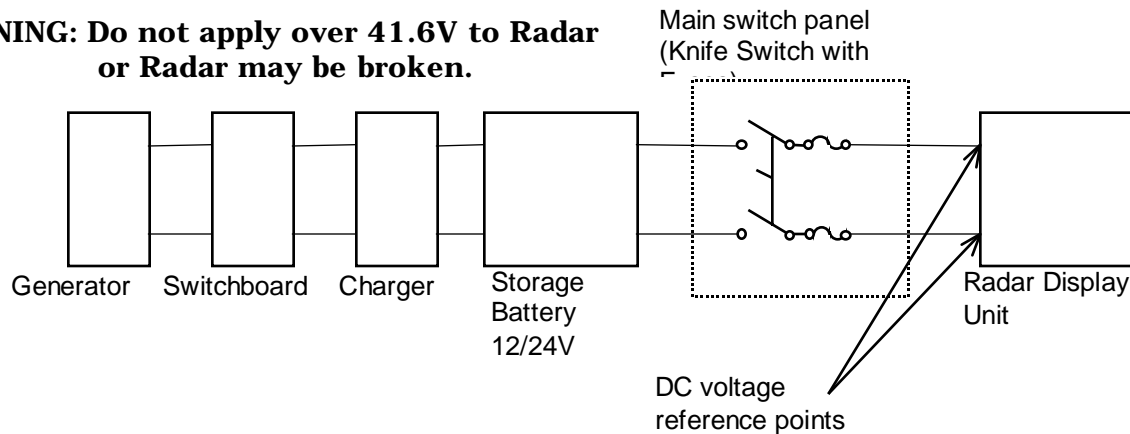 NING: Do not apply over 41.6V to Radar
or Radar may be broken.
Main switch panel
(Knife Switch with
Generator
Switchboard
Charger
Storage
Battery
12/24V
Radar Display
Unit
DC voltage
reference points